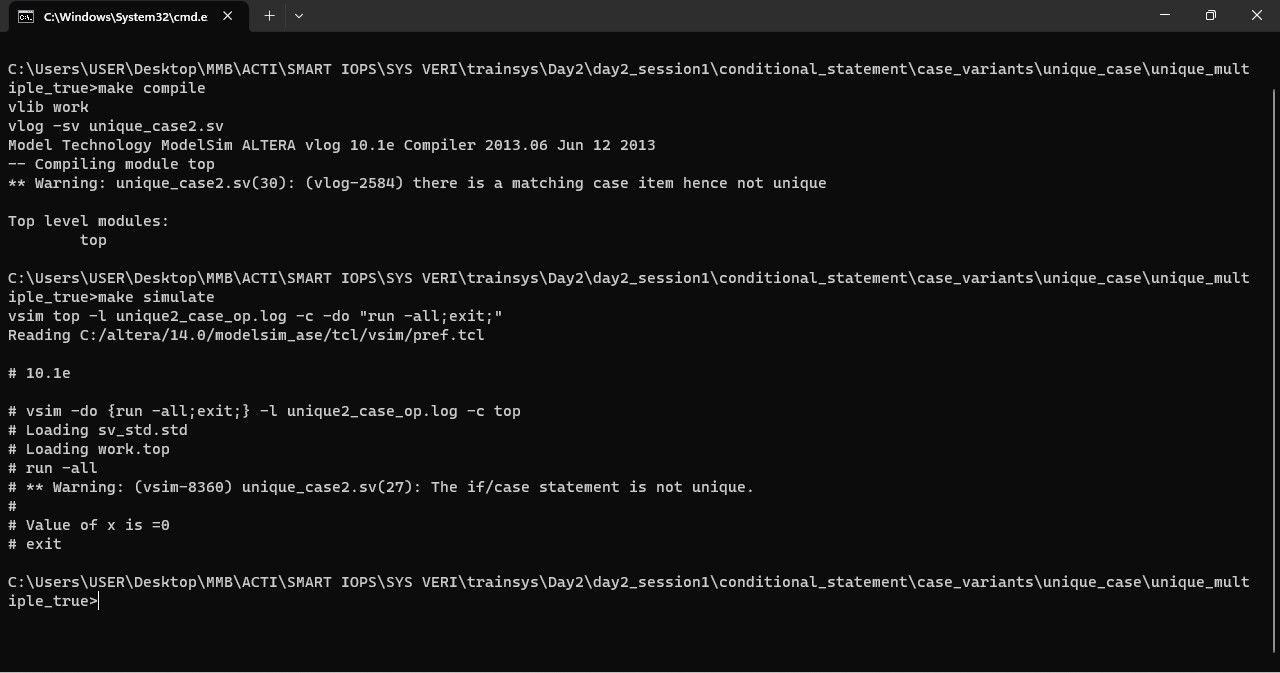 C:\Windows\System32\cmd.e
C:\Users\USER\Desktop\MMB\ACTI\SMART IOPS\SYS VERI\trainsys\Day2\day2_session1\conditional_statement\case_variants\unique_case\unique_mult
iple_true>make compile
vlib work
vlog -sv unique_case2.sv
Model Technology ModelSim ALTERA vlog 10.1e Compiler 2013.06 Jun 12 2013
-- Compiling module top
** Warning: unique_case2.sv(30): (vlog-2584) there is a matching case item hence not unique
Top level modules:
top
C:\Users\USER\Desktop\MMB\ACTI\SMART IOPS\SYS VERI\trainsys\Day2\day2_session1\conditional_statement\case_variants\unique_case\unique_mult
iple_true>make simulate
vsim top -l unique2_case_op.log -c -do "run -all;exit;"
Reading C:/altera/14.0/modelsim_ase/tcl/vsim/pref.tcl
# 10.1e
# vsim -do {run -all;exit;} -l unique2_case_op.log -c top
# Loading sv_std.std
# Loading work.top
# run -all
# ** Warning: (vsim-8360) unique_case2.sv(27): The if/case statement is not unique.
#
# Value of x is =0
# exit
C:\Users\USER\Desktop\MMB\ACTI\SMART IOPS\SYS VERI\trainsys\Day2\day2_session1\conditional_statement\case_variants\unique_case\unique_mult
iple_true>